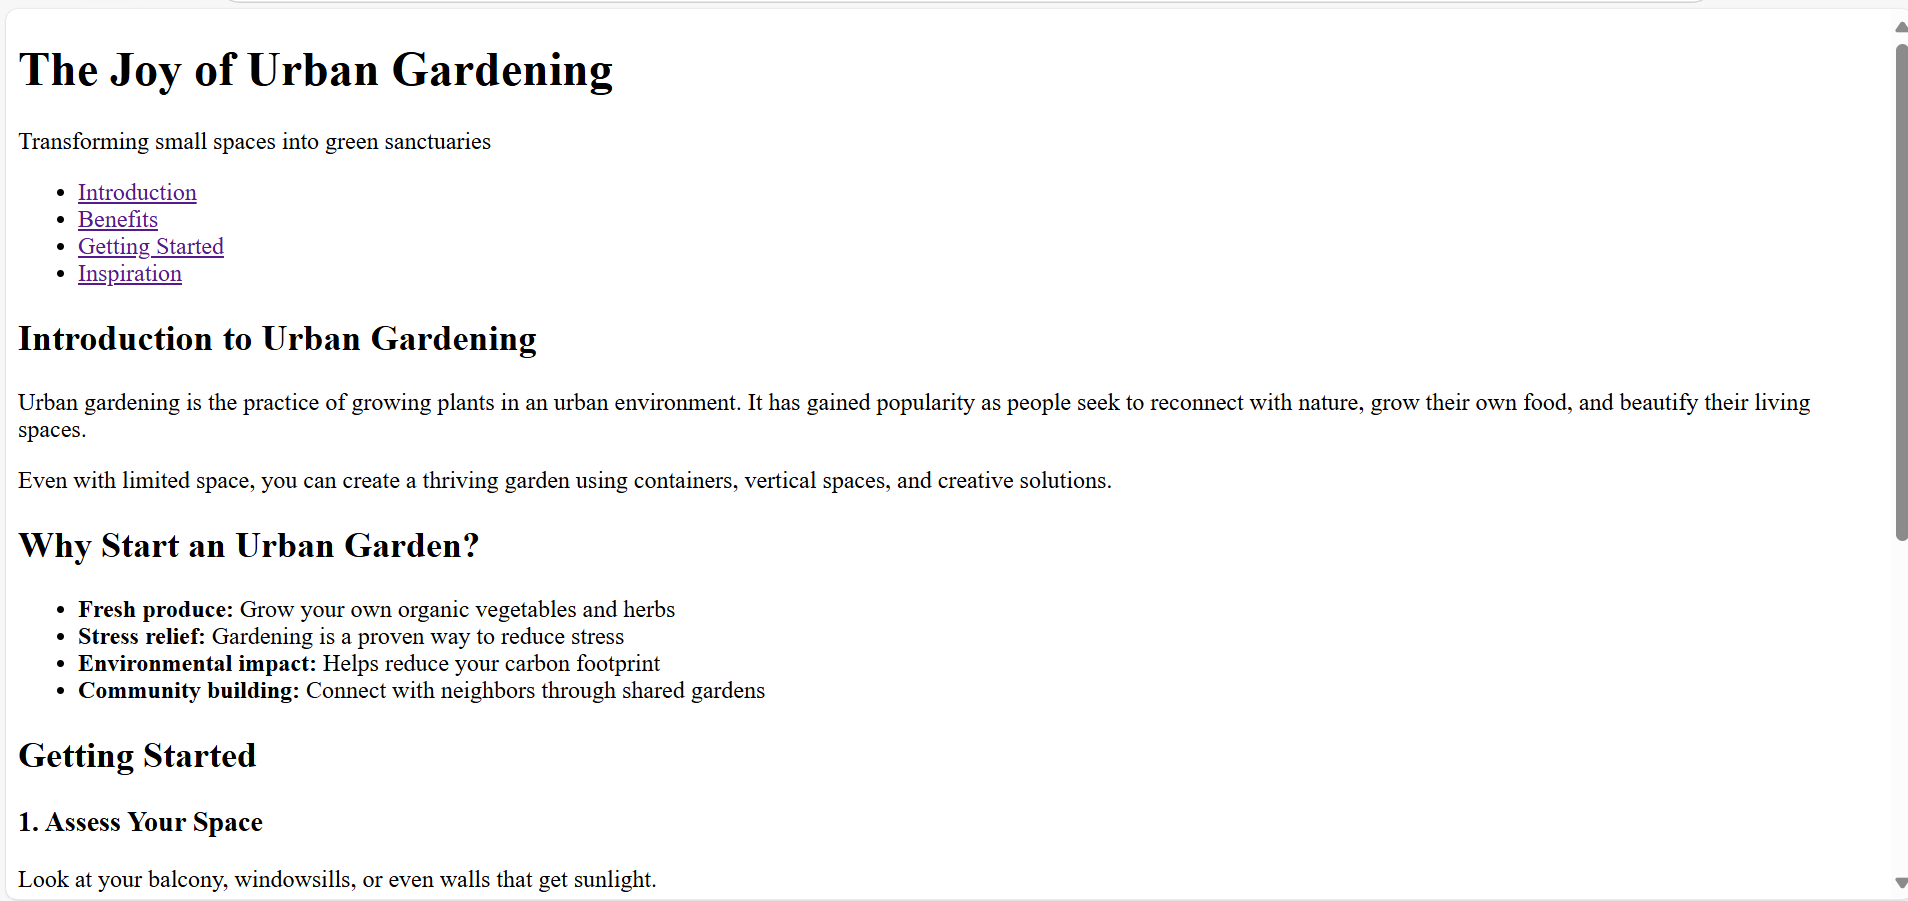 The Joy of Urban Gardening
Transforming small spaces into green sanctuaries
Introduction
Benefits
Getting Started
Inspiration
Introduction to Urban Gardening
Urban gardening is the practice of growing plants in an urban environment. It has gained popularity as people seek to reconnect with nature, grow their own food, and beautify their living
spaces.
Even with limited space, you can create a thriving garden using containers, vertical spaces, and creative solutions.
Why Start an Urban Garden?
Fresh produce: Grow your own organic vegetables and herbs
Stress relief: Gardening is a proven way to reduce stress
Environmental impact: Helps reduce your carbon footprint
Community building: Connect with neighbors through shared gardens
Getting Started
1. Assess Your Space
Look at your balcony, windowsills, or even walls that get sunlight.